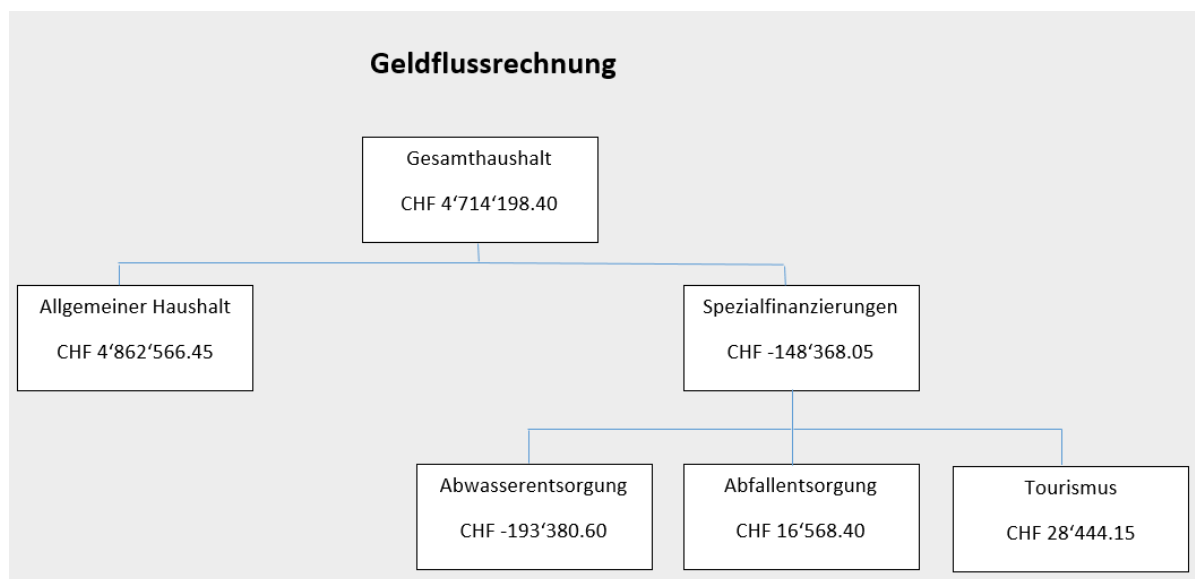 Geldflussrechnung
Gesamthaushalt
CHF 4‘714‘198.40
Allgemeiner Haushalt
CHF 4‘862‘566.45
Spezialfinanzierungen
CHF -148‘368.05
Abwasserentsorgung
CHF -193‘380.60
Abfallentsorgung
CHF 16‘568.40
Tourismus
CHF 28‘444.15